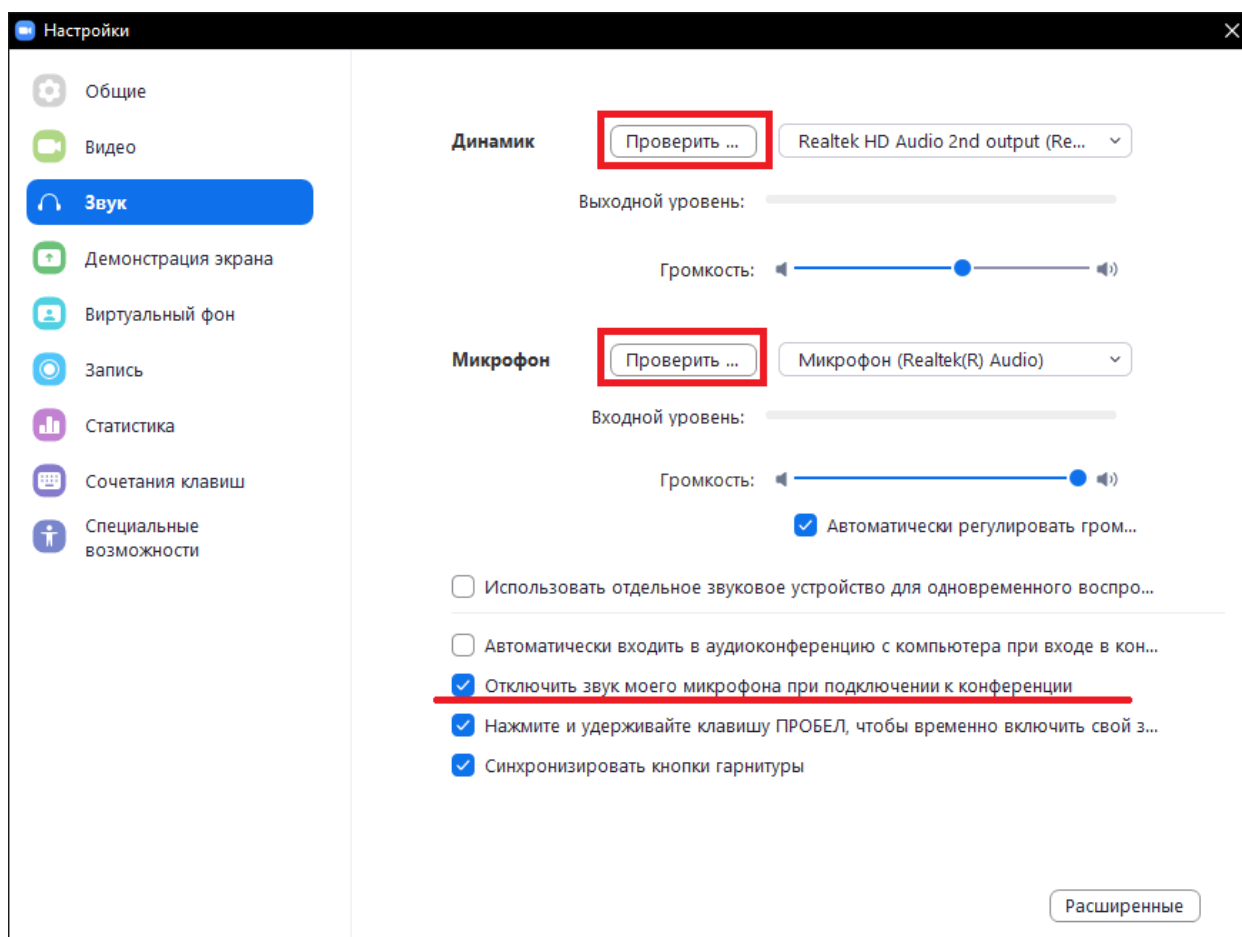 Настройки
Общие
Видео
Звук
Демонстрация экрана
Виртуальный фон
Запись
Статистика
Сочетания клавиш
Специальные
возможности
Динамик Проверить ... Realtek HD Audio 2nd output (Re...
Выходной уровень:
Громкость:
Микрофон Проверить ... Микрофон (Realtek(R) Audio)
Входной уровень:
Громкость:
Автоматически регулировать гром...
Использовать отдельное звуковое устройство для одновременного воспро...
Автоматически входить в аудиоконференцию с компьютера при входе в кон...
Отключить звук моего микрофона при подключении к конференции
Нажмите и удерживайте клавишу ПРОБЕЛ, чтобы временно включить свой з...
Синхронизировать кнопки гарнитуры
Расширенные